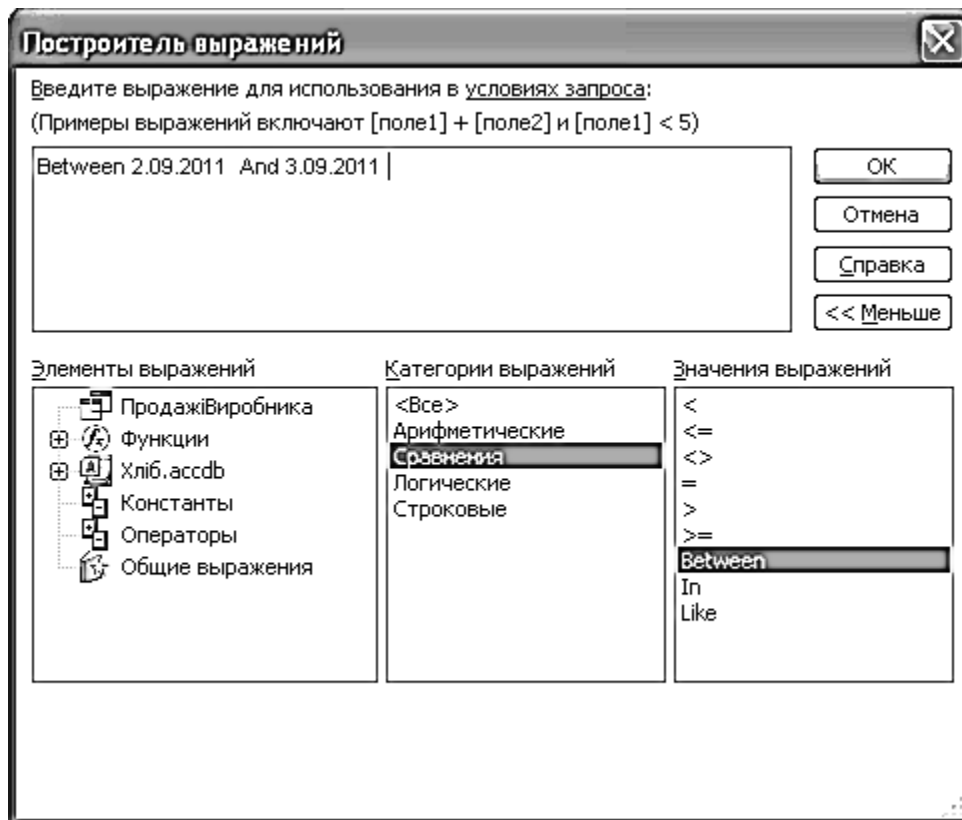 Построитель выражений
Введите выражение для использования в условиях запроса:
(Примеры выражений включают [поле1] + [поле2] и [поле1] < 5)
Between 2.09.2011 And 3.09.2011
ОК
Отмена
Справка
<< Меньше
Элементы выражений
ПродажіВиробника
Функции
Хліб.accdb
Константы
Операторы
Общие выражения
Категории выражений
<Все>
Арифметические
Сравнения
Логические
Строковые
Значения выражений
<
<=
<>
=
>
>=
Between
In
Like